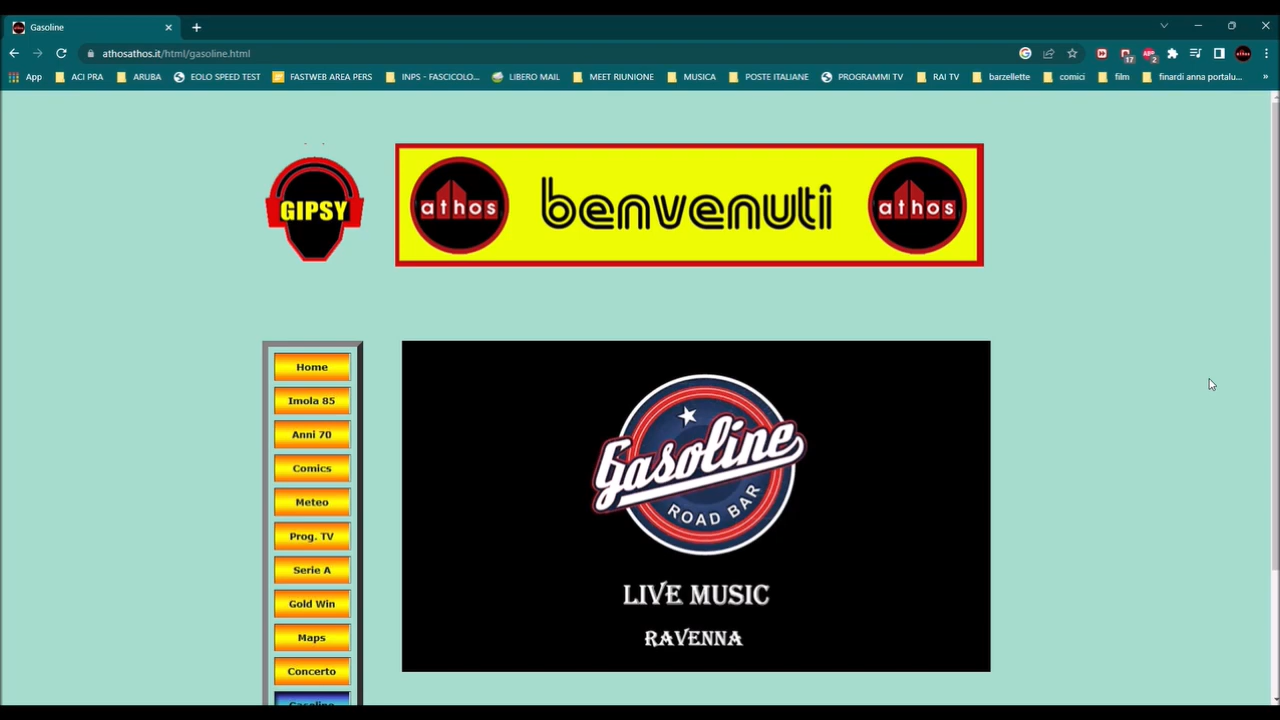 Gasoline
athosathos.it/html/gasoline.html
17
2
App
ACI PRA
ARUBA
EOLO SPEED TEST
FASTWEB AREA PERS
INPS - FASCICOLO...
LIBERO MAIL
MEET RIUNIONE
MUSICA
POSTE ITALIANE
PROGRAMMI TV
RAI TV
barzellette
comici
film
finardi anna portalu...
GIPSY
athos
benvenuti
athos
Home
Imola 85
Anni 70
Comics
Meteo
Prog. TV
Serie A
Gold Win
Maps
Concerto
Gasoline
Gasoline
ROAD BAR
LIVE MUSIC
RAVENNA